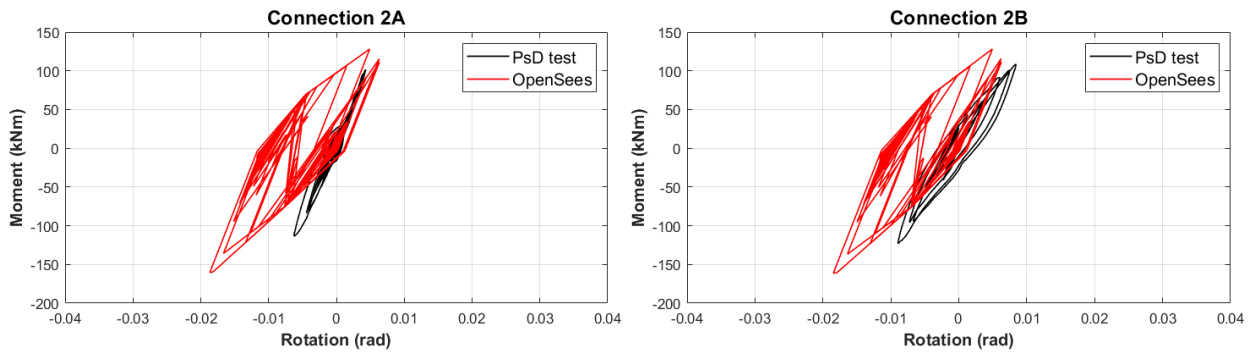 Connection 2A
150
100
50
0
-50
-100
-150
-200
Moment (kNm)
-0.04 -0.03 -0.02 -0.01 0 0.01 0.02 0.03 0.04
Rotation (rad)
PsD test
OpenSees
Connection 2B
150
100
50
0
-50
-100
-150
-200
Moment (kNm)
-0.04 -0.03 -0.02 -0.01 0 0.01 0.02 0.03 0.04
Rotation (rad)
PsD test
OpenSees